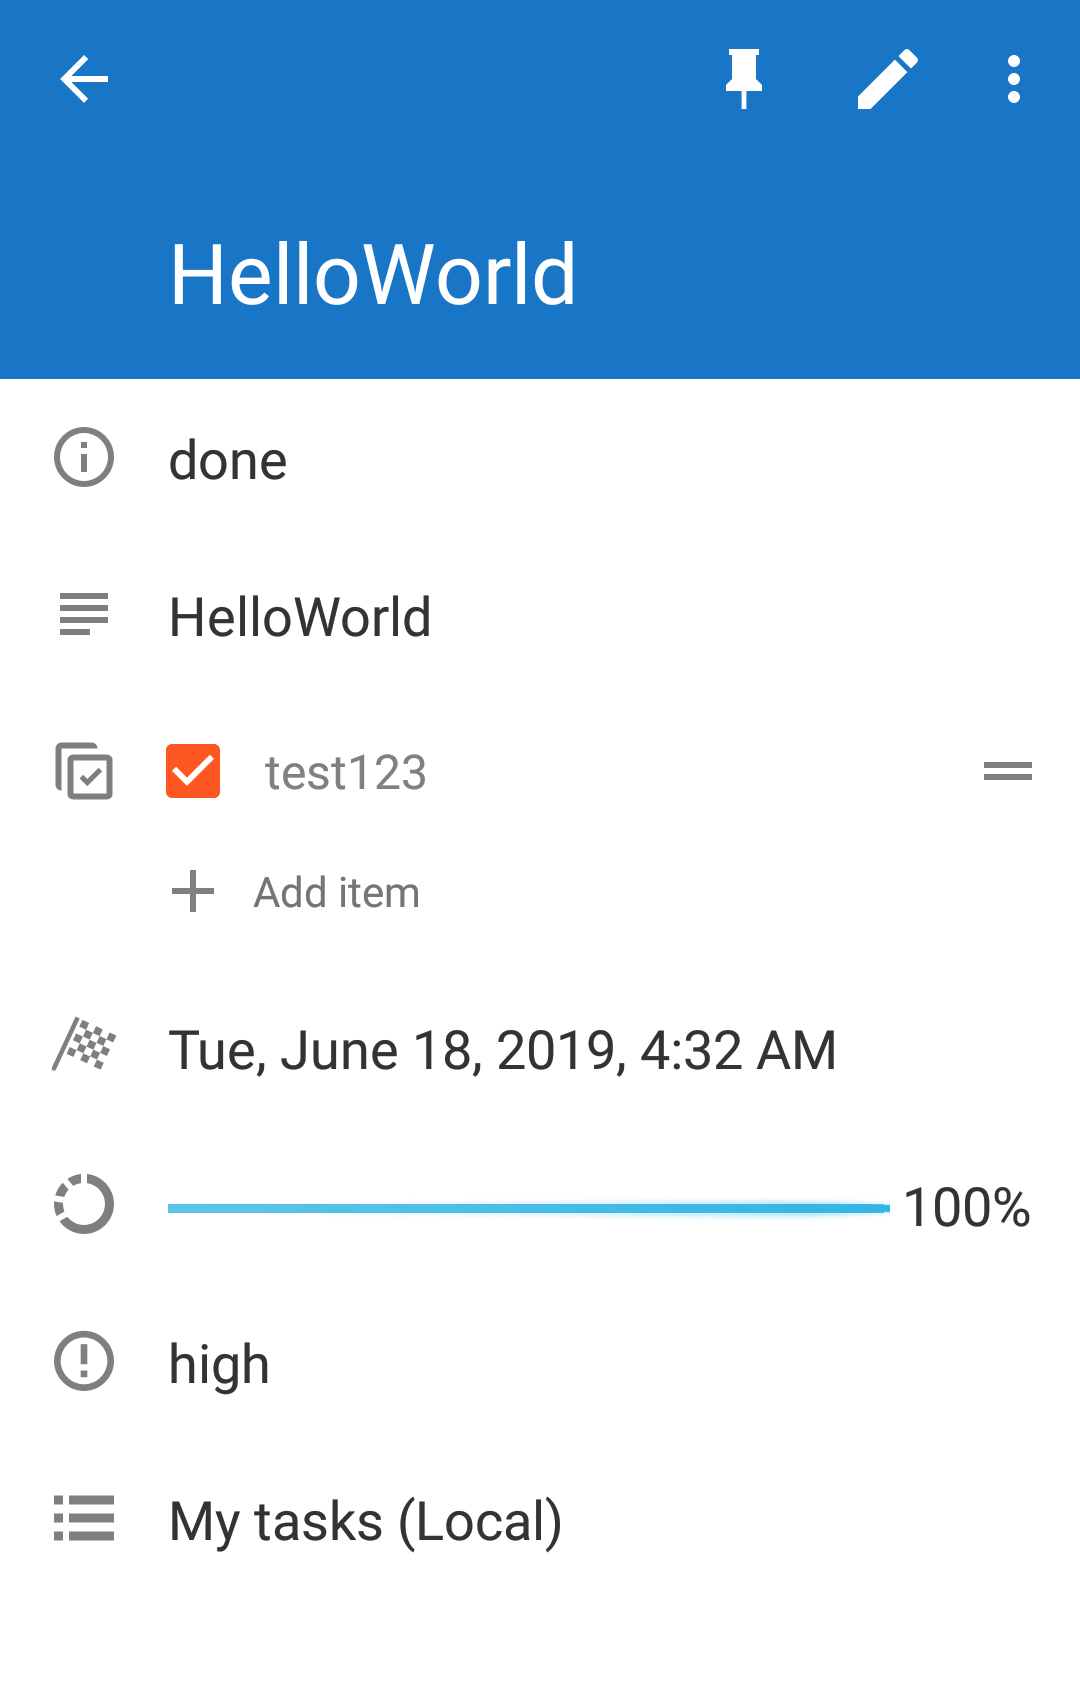 HelloWorld
done
HelloWorld
test123
Add item
Tue, June 18, 2019, 4:32 AM
100%
high
My tasks (Local)